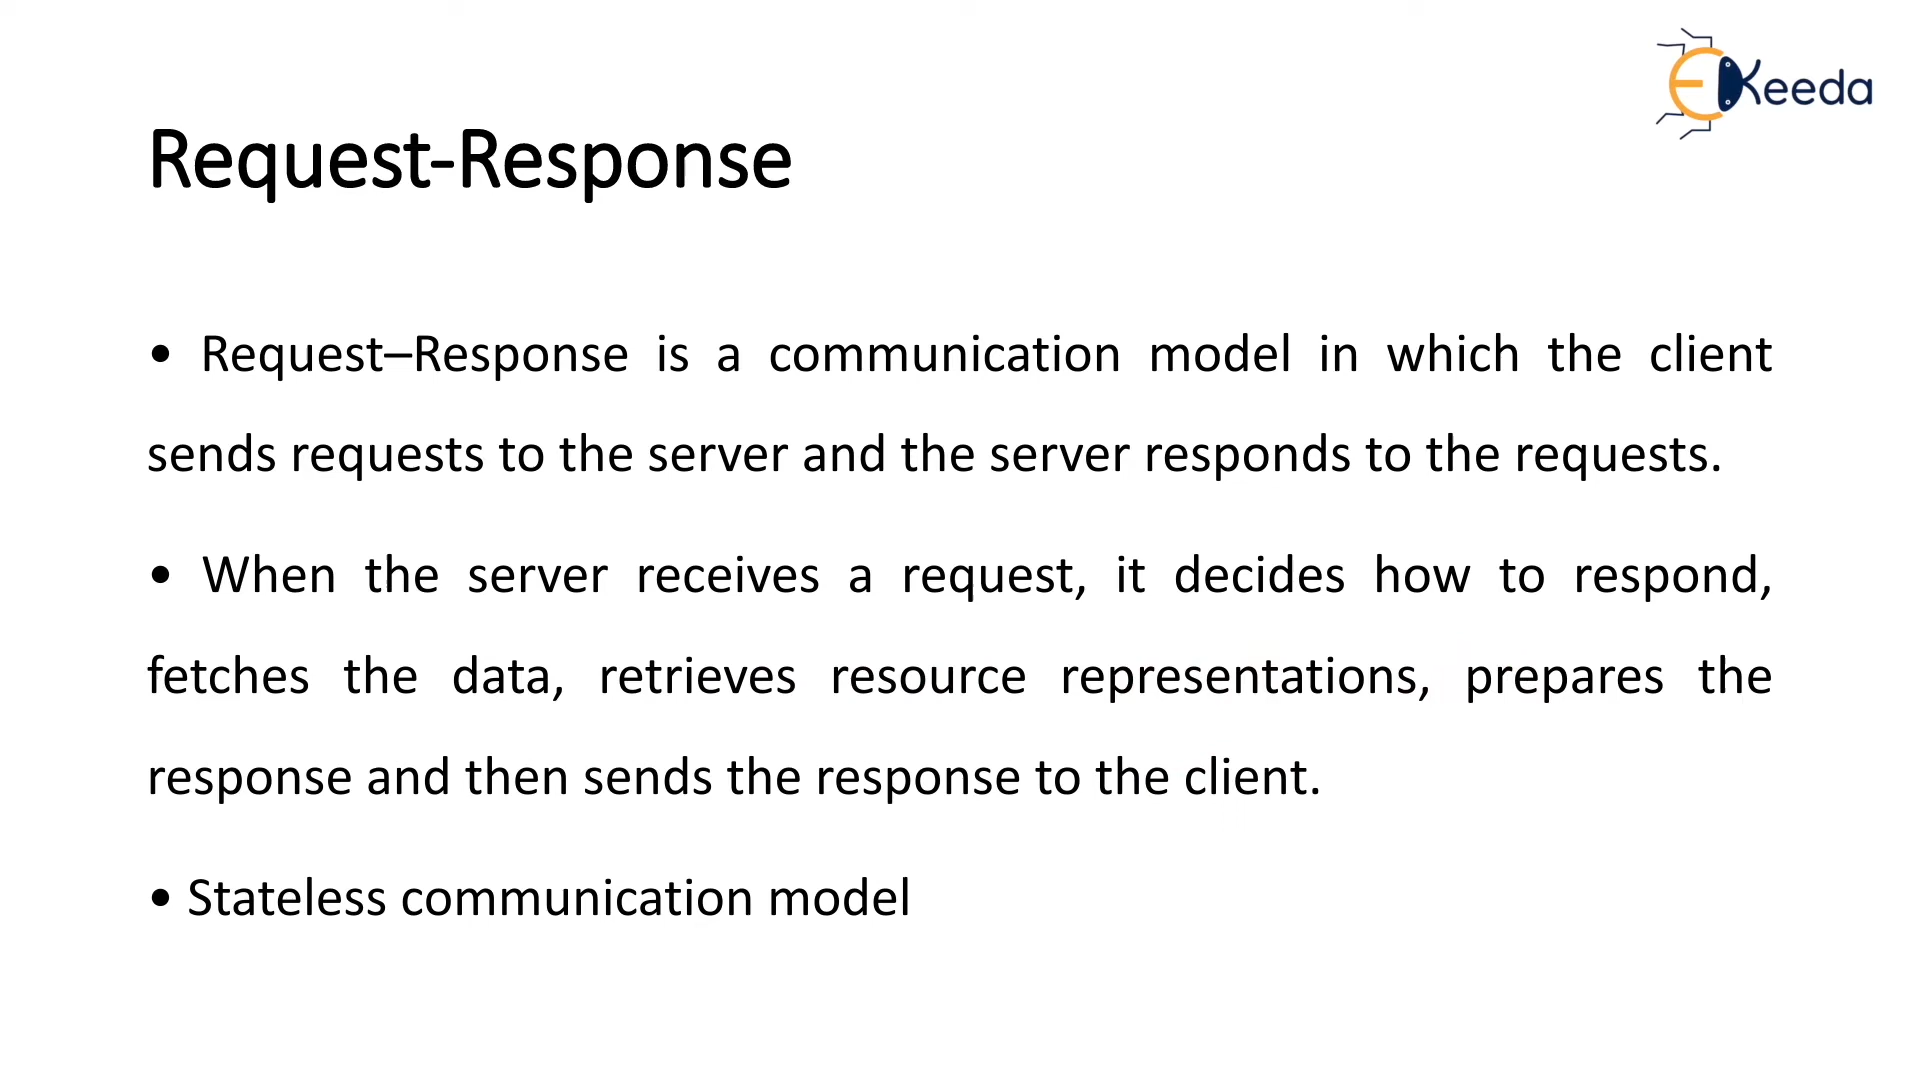 EKeeda
Request-Response
• Request–Response is a communication model in which the client
sends requests to the server and the server responds to the requests.
• When the server receives a request, it decides how to respond,
fetches the data, retrieves resource representations, prepares the
response and then sends the response to the client.
• Stateless communication model